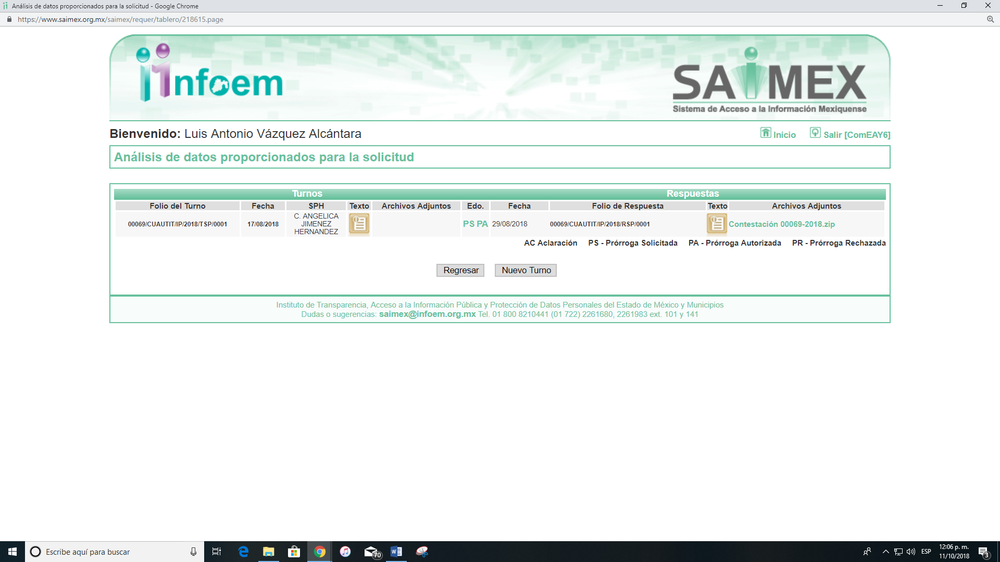 Análisis de datos proporcionados para la solicitud - Google Chrome
https://www.saimex.org.mx/saimex/requer/tablero/218615.page
infoem
SAIMEX
Sistema de Acceso a la Información Mexiquense
Bienvenido: Luis Antonio Vázquez Alcántara
Inicio Salir [ComEAY6]
Análisis de datos proporcionados para la solicitud
Turnos Respuestas
Folio del Turno Fecha SPH Texto Archivos Adjuntos Edo. Fecha Folio de Respuesta Texto Archivos Adjuntos
00069/CUAUTIT/IP/2018/TSP/0001 17/08/2018 C. ANGELICA JIMENEZ HERNANDEZ PS PA 29/08/2018 00069/CUAUTIT/IP/2018/RSP/0001 Contestación 00069-2018.zip
AC Aclaración PS - Prórroga Solicitada PA - Prórroga Autorizada PR - Prórroga Rechazada
Regresar Nuevo Turno
Instituto de Transparencia, Acceso a la Información Pública y Protección de Datos Personales del Estado de México y Municipios
Dudas o sugerencias: saimex@infoem.org.mx Tel. 01 800 8210441 (01 722) 2261680, 2261983 ext. 101 y 141
Escribe aquí para buscar
70
ESP
12:06 p. m.
11/10/2018
3